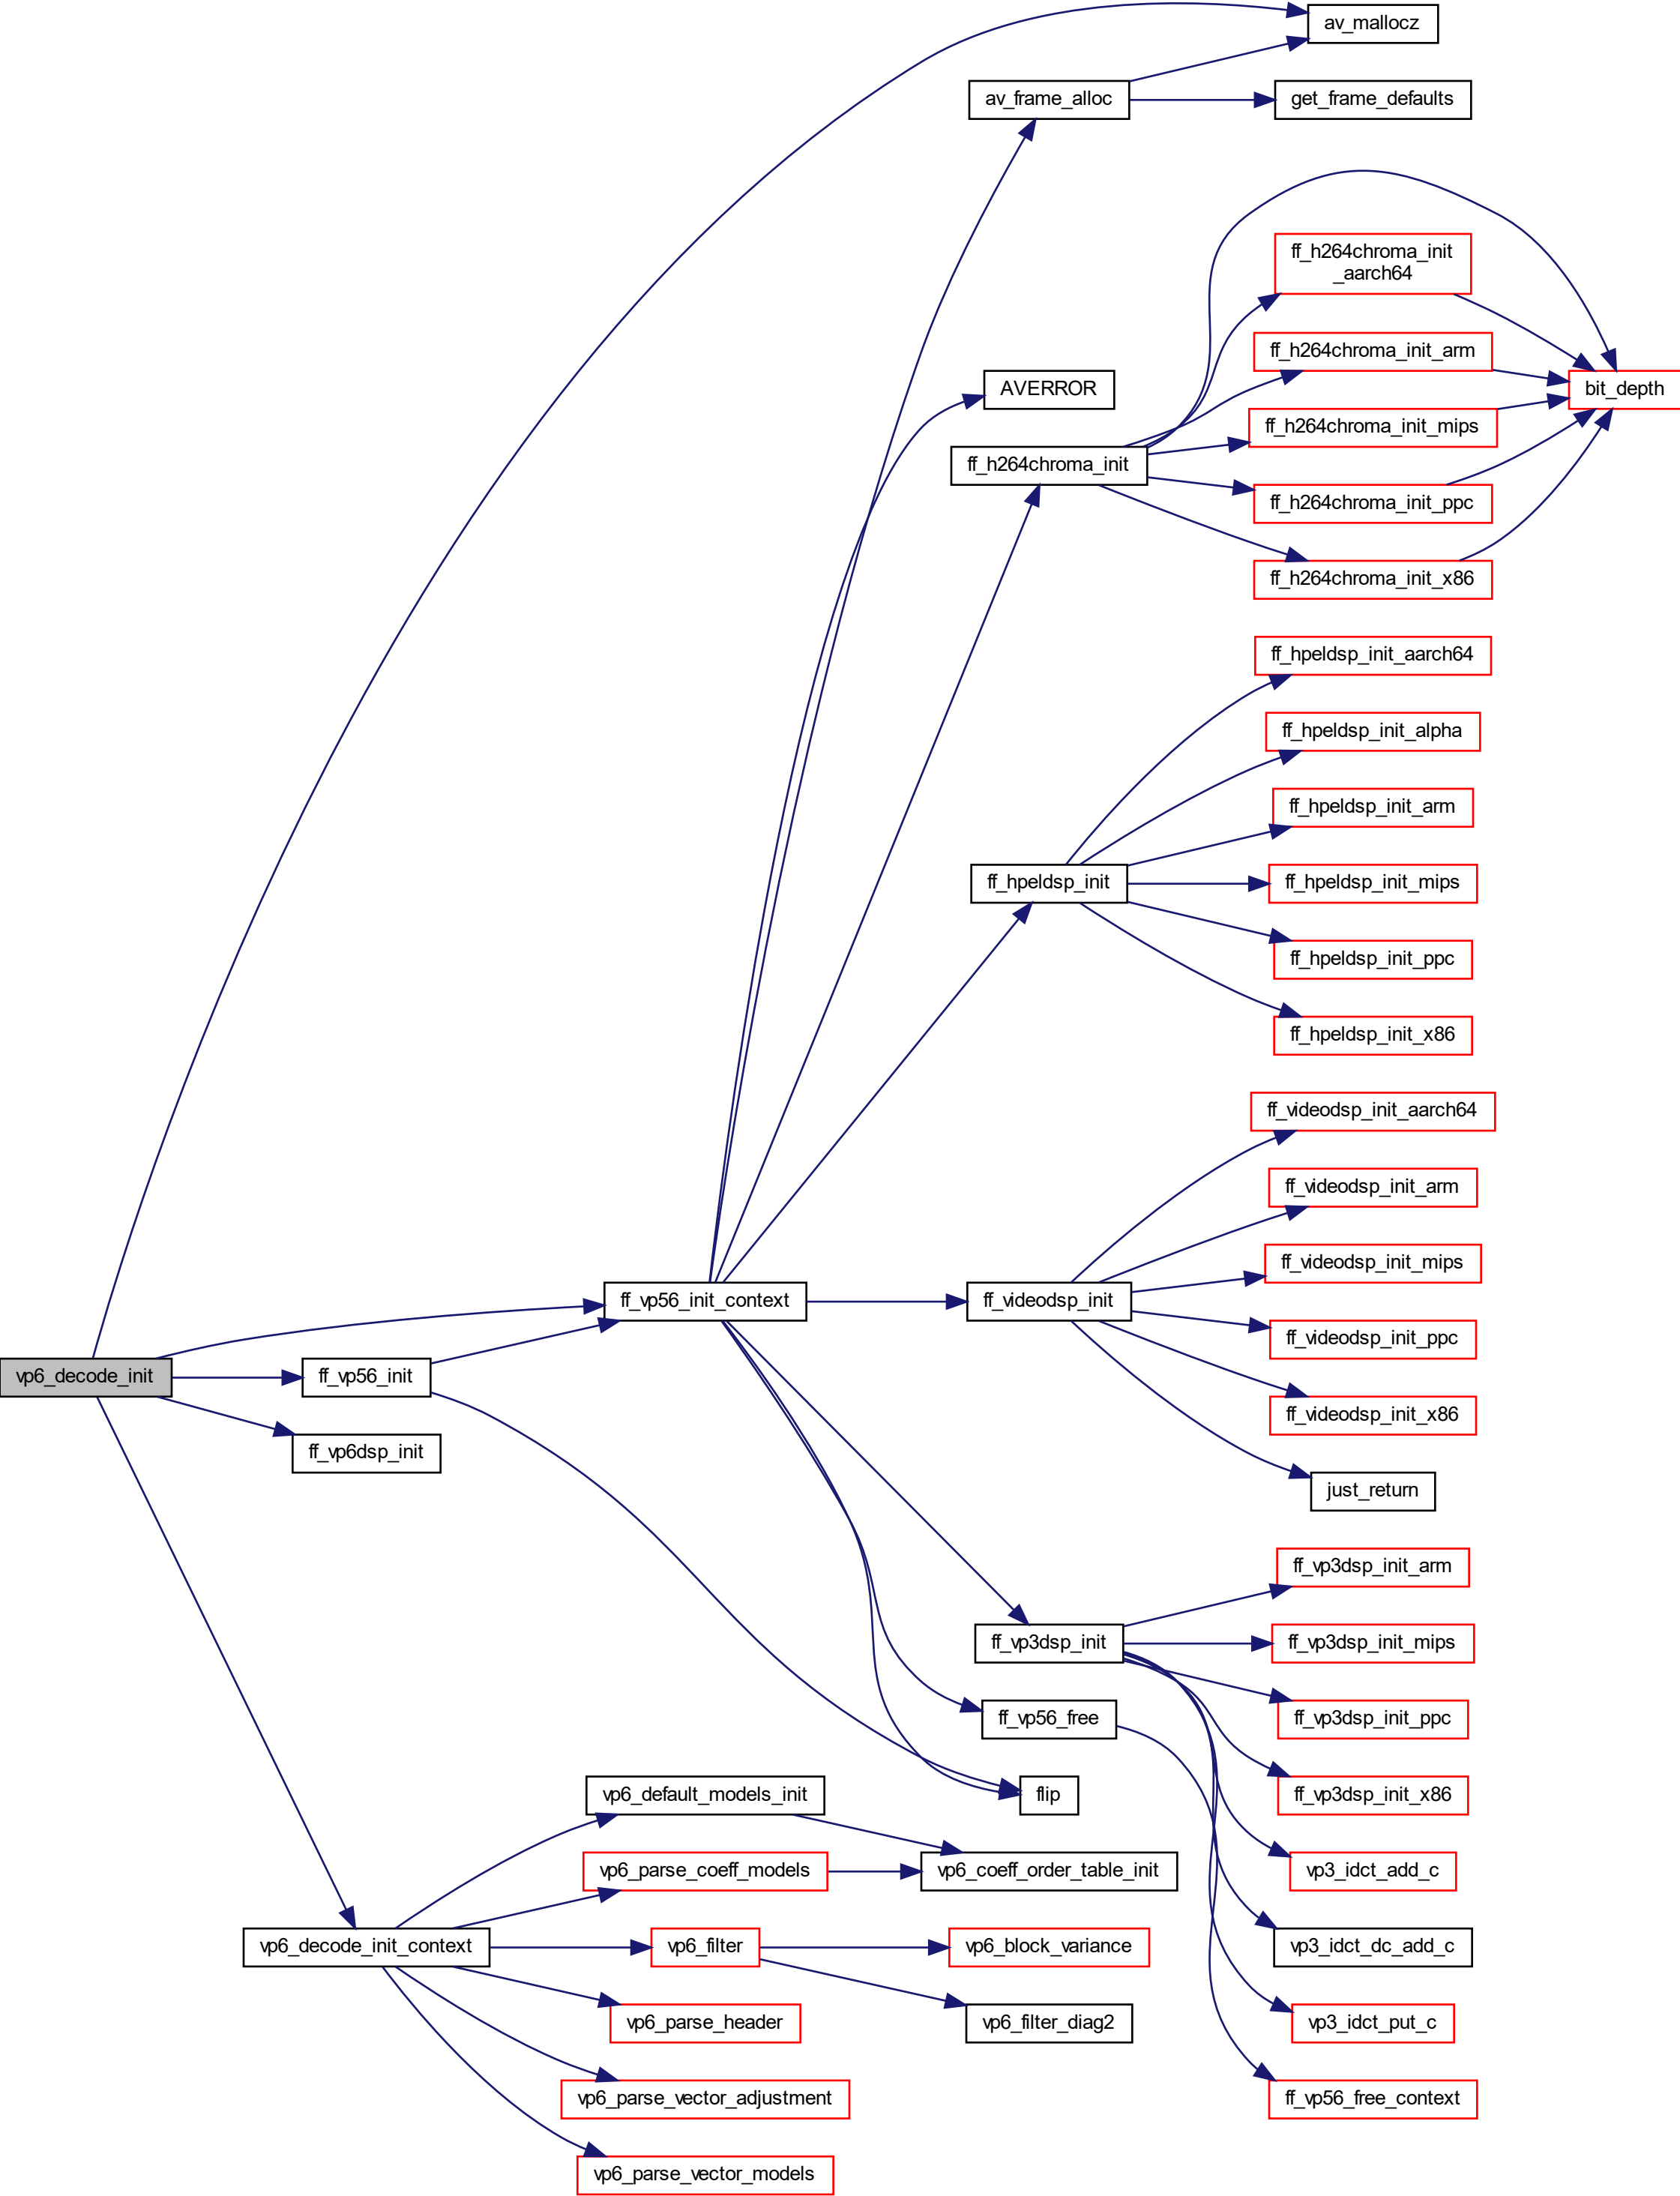 av_mallocz
av_frame_alloc
get_frame_defaults
ff_h264chroma_init
_aarch64
ff_h264chroma_init_arm
AVERROR
bit_depth
ff_h264chroma_init_mips
ff_h264chroma_init
ff_h264chroma_init_ppc
ff_h264chroma_init_x86
ff_hpeldsp_init_aarch64
ff_hpeldsp_init_alpha
ff_hpeldsp_init_arm
ff_hpeldsp_init
ff_hpeldsp_init_mips
ff_hpeldsp_init_ppc
ff_hpeldsp_init_x86
ff_videodsp_init_aarch64
ff_videodsp_init_arm
ff_videodsp_init_mips
ff_vp56_init_context
ff_videodsp_init
ff_videodsp_init_ppc
vp6_decode_init
ff_vp56_init
ff_videodsp_init_x86
ff_vp6dsp_init
just_return
ff_vp3dsp_init_arm
ff_vp3dsp_init
ff_vp3dsp_init_mips
ff_vp56_free
ff_vp3dsp_init_ppc
vp6_default_models_init
flip
ff_vp3dsp_init_x86
vp6_parse_coeff_models
vp6_coeff_order_table_init
vp3_idct_add_c
vp6_decode_init_context
vp6_filter
vp6_block_variance
vp3_idct_dc_add_c
vp6_parse_header
vp6_filter_diag2
vp3_idct_put_c
vp6_parse_vector_adjustment
ff_vp56_free_context
vp6_parse_vector_models